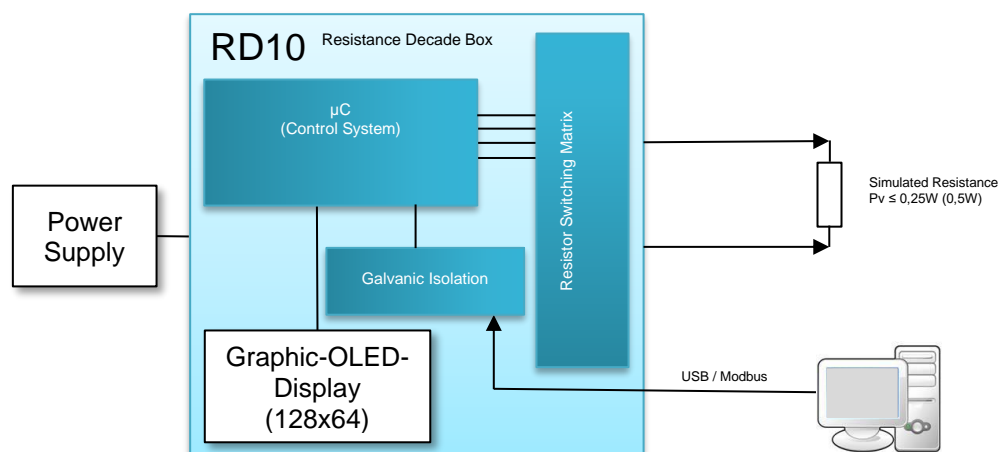 RD10
Resistance Decade Box
µC
(Control System)
Resistor Switching Matrix
Simulated Resistance
Pv ≤ 0,25W (0,5W)
Power
Supply
Galvanic Isolation
Graphic-OLED-
Display
(128x64)
USB / Modbus